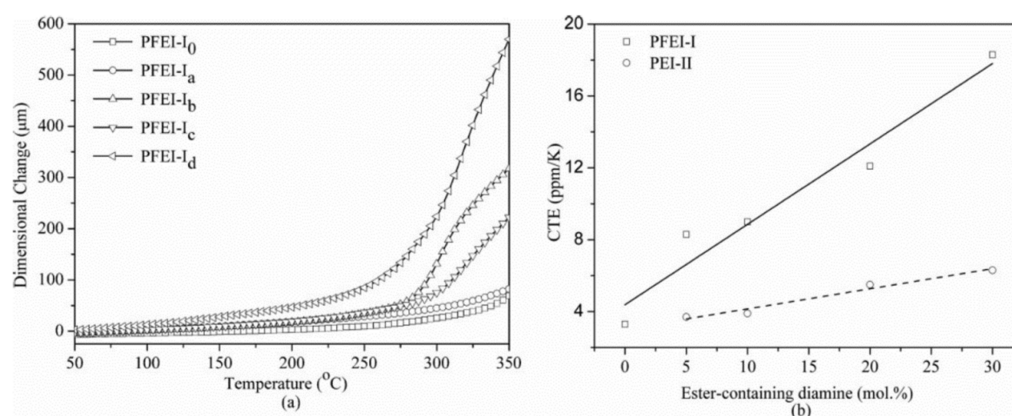 600
500
400
300
200
100
0
Dimensional Change (μm)
PFEI-I0
PFEI-Ia
PFEI-Ib
PFEI-Ic
PFEI-Id
50 100 150 200 250 300 350
Temperature (°C)
(a)
20
16
12
8
4
CTE (ppm/K)
PFEI-I
PEI-II
0 5 10 15 20 25 30
Ester-containing diamine (mol.%)
(b)